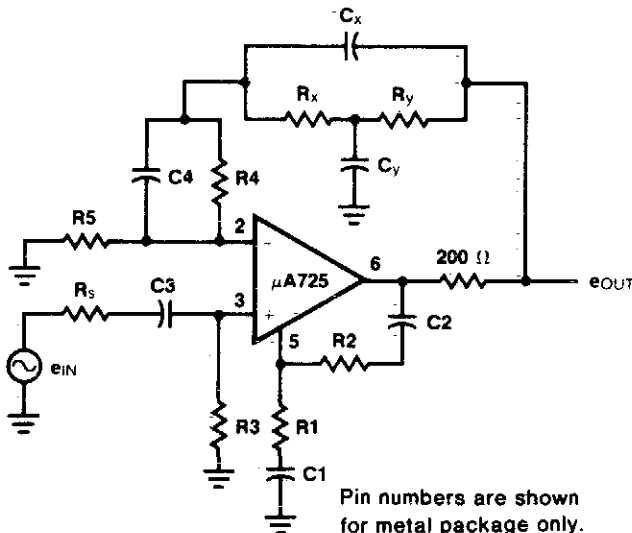 Cx
Rx
Ry
Cy
C4
R4
R5
2
−
6
200 Ω
μA725
eOUT
Rs
C3
3
+
5
R2
C2
eIN
R3
R1
C1
Pin numbers are shown
for metal package only.